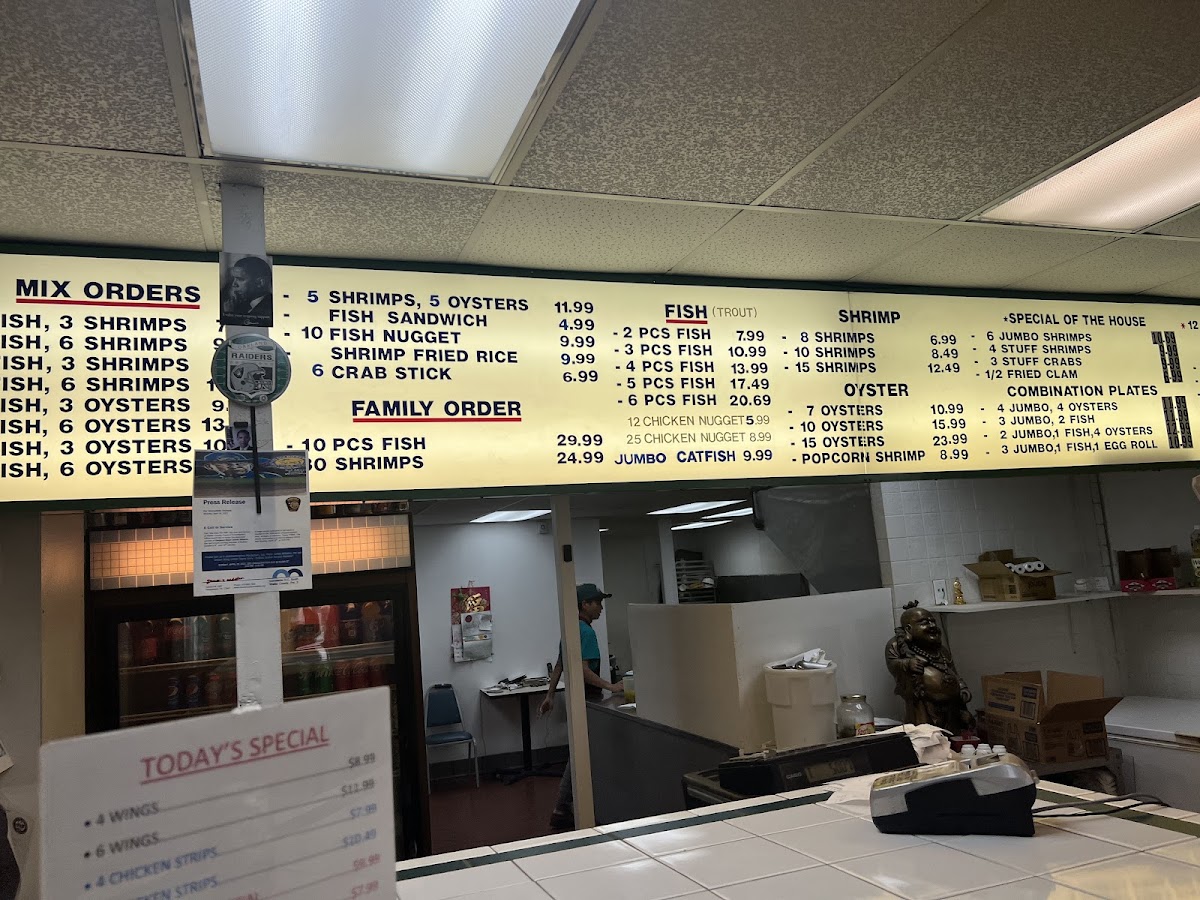 MIX ORDERS
ISH, 3 SHRIMPS
ISH, 6 SHRIMPS
ISH, 3 SHRIMPS
ISH, 6 SHRIMPS
ISH, 3 OYSTERS
ISH, 6 OYSTERS 13.
ISH, 3 OYSTERS 10
ISH, 6 OYSTERS
RAIDERS
- 5 SHRIMPS, 5 OYSTERS 11.99
- FISH SANDWICH 4.99
- 10 FISH NUGGET 9.99
SHRIMP FRIED RICE 9.99
6 CRAB STICK 6.99
FAMILY ORDER
- 10 PCS FISH 29.99
30 SHRIMPS 24.99
FISH (TROUT)
- 2 PCS FISH 7.99
- 3 PCS FISH 10.99
- 4 PCS FISH 13.99
- 5 PCS FISH 17.49
- 6 PCS FISH 20.69
12 CHICKEN NUGGET 5.99
25 CHICKEN NUGGET 8.99
JUMBO CATFISH 9.99
SHRIMP
- 8 SHRIMPS 6.99
- 10 SHRIMPS 8.49
- 15 SHRIMPS 12.49
OYSTER
- 7 OYSTERS 10.99
- 10 OYSTERS 15.99
- 15 OYSTERS 23.99
- POPCORN SHRIMP 8.99
*SPECIAL OF THE HOUSE
- 6 JUMBO SHRIMPS
- 4 STUFF SHRIMPS
- 3 STUFF CRABS
- 1/2 FRIED CLAM
COMBINATION PLATES
- 4 JUMBO, 4 OYSTERS
- 3 JUMBO, 2 FISH
- 2 JUMBO,1 FISH,4 OYSTERS
- 3 JUMBO,1 FISH,1 EGG ROLL
* 12
Press Release
TODAY'S SPECIAL
• 4 WINGS $8.99
• 6 WINGS $11.99
• 4 CHICKEN STRIPS $7.99
CHICKEN STRIPS $10.49
$8.99
$7.99
CASIO